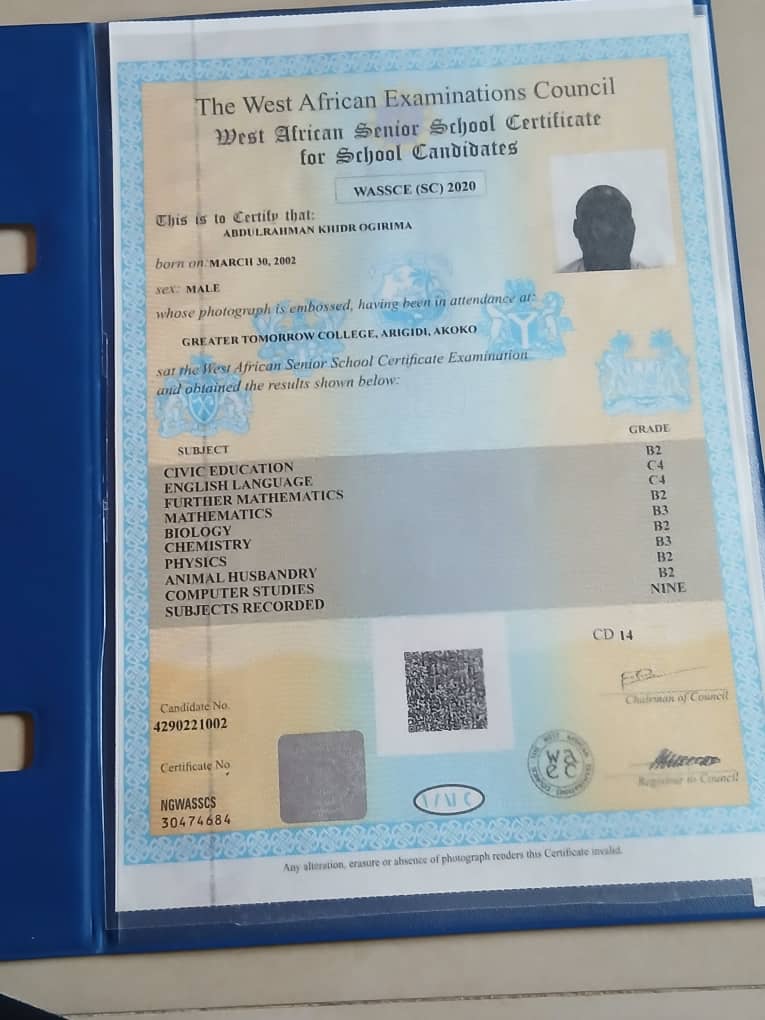 The West African Examinations Council
West African Senior School Certificate
for School Candidates
WASSCE (SC) 2020
This is to Certify that:
ABDULRAHMAN KHIDR OGIRIMA
born on: MARCH 30, 2002
sex: MALE
whose photograph is embossed, having been in attendance at:
GREATER TOMORROW COLLEGE, ARIGIDI, AKOKO
sat the West African Senior School Certificate Examination
and obtained the results shown below:
SUBJECT GRADE
CIVIC EDUCATION B2
ENGLISH LANGUAGE C4
FURTHER MATHEMATICS C4
MATHEMATICS B2
BIOLOGY B3
CHEMISTRY B2
PHYSICS B3
ANIMAL HUSBANDRY B2
COMPUTER STUDIES B2
SUBJECTS RECORDED NINE
CD 14
Chairman of Council
Candidate No.
4290221002
Certificate No.
Registrar to Council
NGWASSCS
30474684
waec
Any alteration, erasure or absence of photograph renders this Certificate invalid.